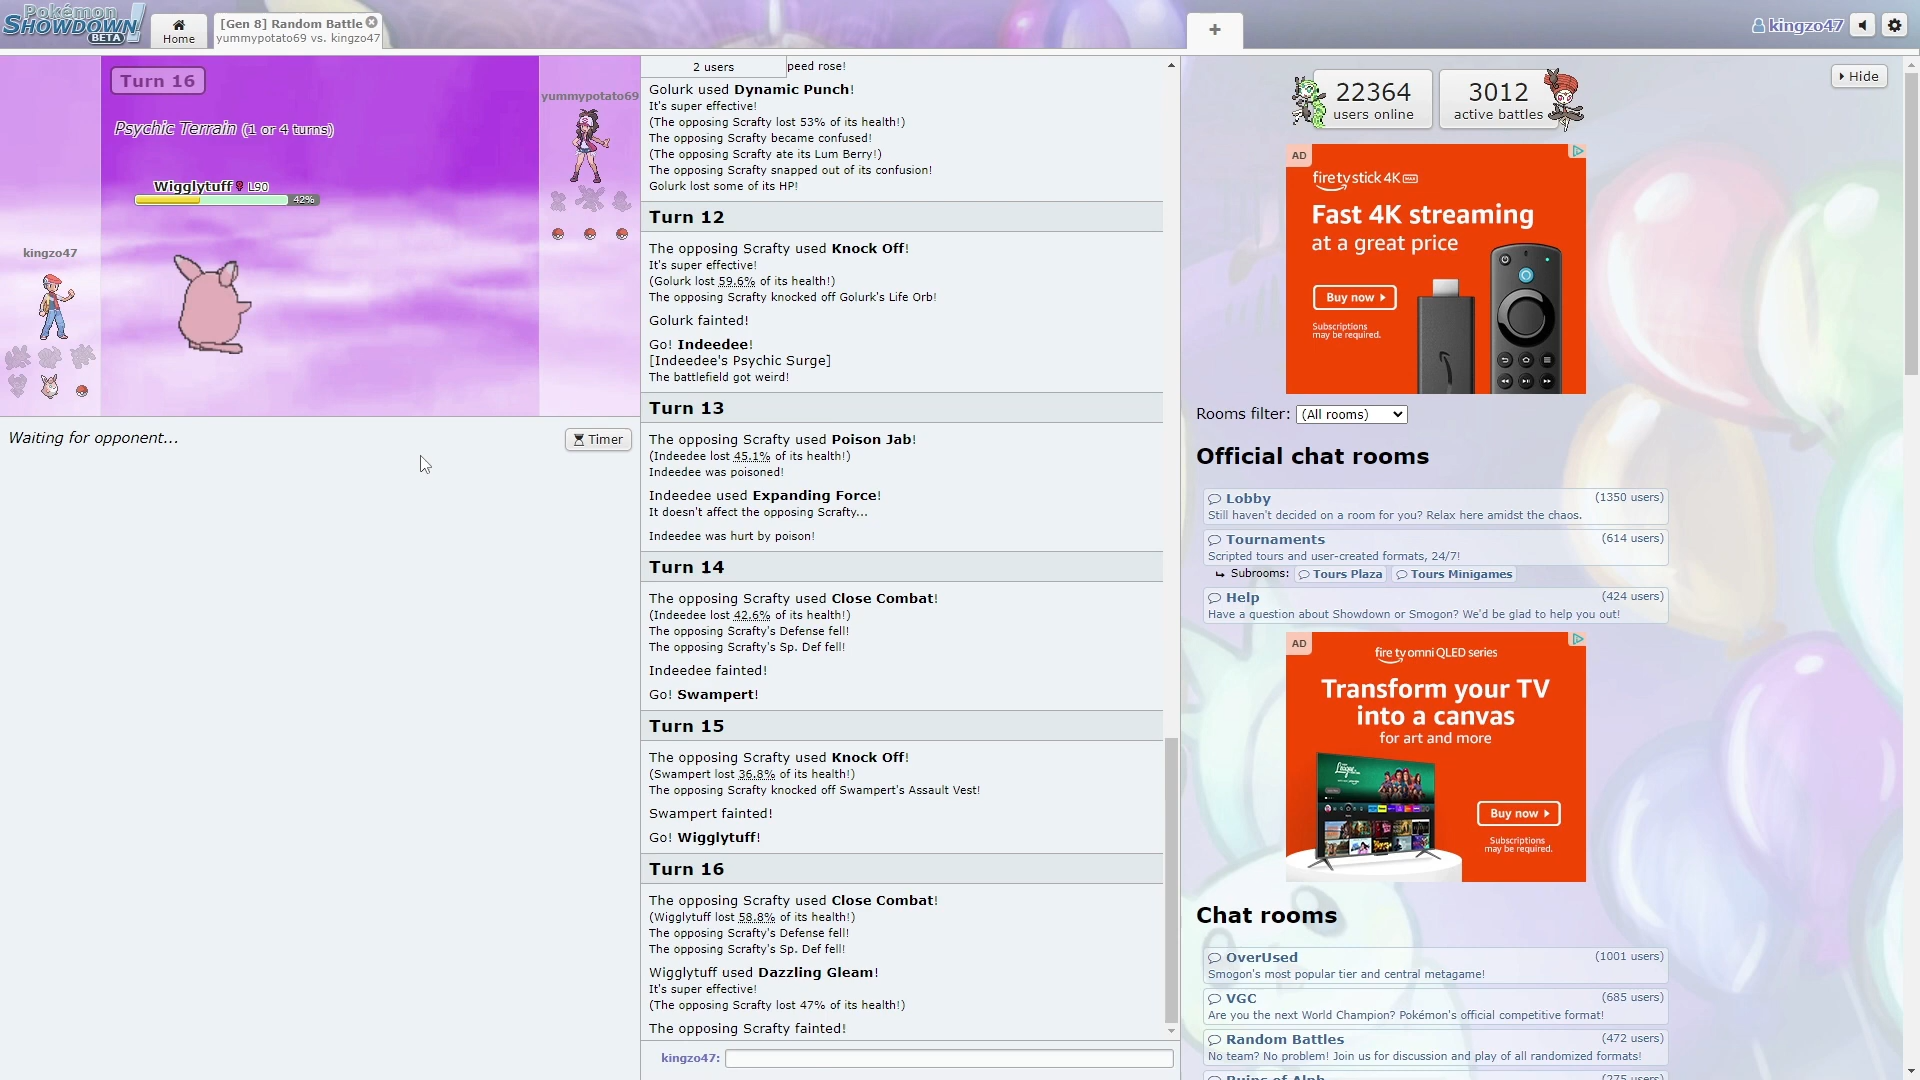 Pokémon
SHOWDOWN!
BETA
Home
[Gen 8] Random Battle
yummypotato69 vs. kingzo47
+
kingzo47
Turn 16
Psychic Terrain (1 or 4 turns)
Wigglytuff L90
42%
kingzo47
yummypotato69
Waiting for opponent...
Timer
2 users
peed rose!
Golurk used Dynamic Punch!
It's super effective!
(The opposing Scrafty lost 53% of its health!)
The opposing Scrafty became confused!
(The opposing Scrafty ate its Lum Berry!)
The opposing Scrafty snapped out of its confusion!
Golurk lost some of its HP!
Turn 12
The opposing Scrafty used Knock Off!
It's super effective!
(Golurk lost 59.6% of its health!)
The opposing Scrafty knocked off Golurk's Life Orb!
Golurk fainted!
Go! Indeedee!
[Indeedee's Psychic Surge]
The battlefield got weird!
Turn 13
The opposing Scrafty used Poison Jab!
(Indeedee lost 45.1% of its health!)
Indeedee was poisoned!
Indeedee used Expanding Force!
It doesn't affect the opposing Scrafty...
Indeedee was hurt by poison!
Turn 14
The opposing Scrafty used Close Combat!
(Indeedee lost 42.6% of its health!)
The opposing Scrafty's Defense fell!
The opposing Scrafty's Sp. Def fell!
Indeedee fainted!
Go! Swampert!
Turn 15
The opposing Scrafty used Knock Off!
(Swampert lost 36.8% of its health!)
The opposing Scrafty knocked off Swampert's Assault Vest!
Swampert fainted!
Go! Wigglytuff!
Turn 16
The opposing Scrafty used Close Combat!
(Wigglytuff lost 58.8% of its health!)
The opposing Scrafty's Defense fell!
The opposing Scrafty's Sp. Def fell!
Wigglytuff used Dazzling Gleam!
It's super effective!
(The opposing Scrafty lost 47% of its health!)
The opposing Scrafty fainted!
kingzo47:
Hide
22364
users online
3012
active battles
AD
fire tv stick 4K MAX
Fast 4K streaming
at a great price
Buy now
Subscriptions
may be required.
Rooms filter: (All rooms)
Official chat rooms
Lobby (1350 users)
Still haven't decided on a room for you? Relax here amidst the chaos.
Tournaments (614 users)
Scripted tours and user-created formats, 24/7!
Subrooms: Tours Plaza Tours Minigames
Help (424 users)
Have a question about Showdown or Smogon? We'd be glad to help you out!
AD
fire tv omni QLED series
Transform your TV
into a canvas
for art and more
Buy now
Subscriptions
may be required.
Chat rooms
OverUsed (1001 users)
Smogon's most popular tier and central metagame!
VGC (685 users)
Are you the next World Champion? Pokémon's official competitive format!
Random Battles (472 users)
No team? No problem! Join us for discussion and play of all randomized formats!
Ruins of Alph (275 users)